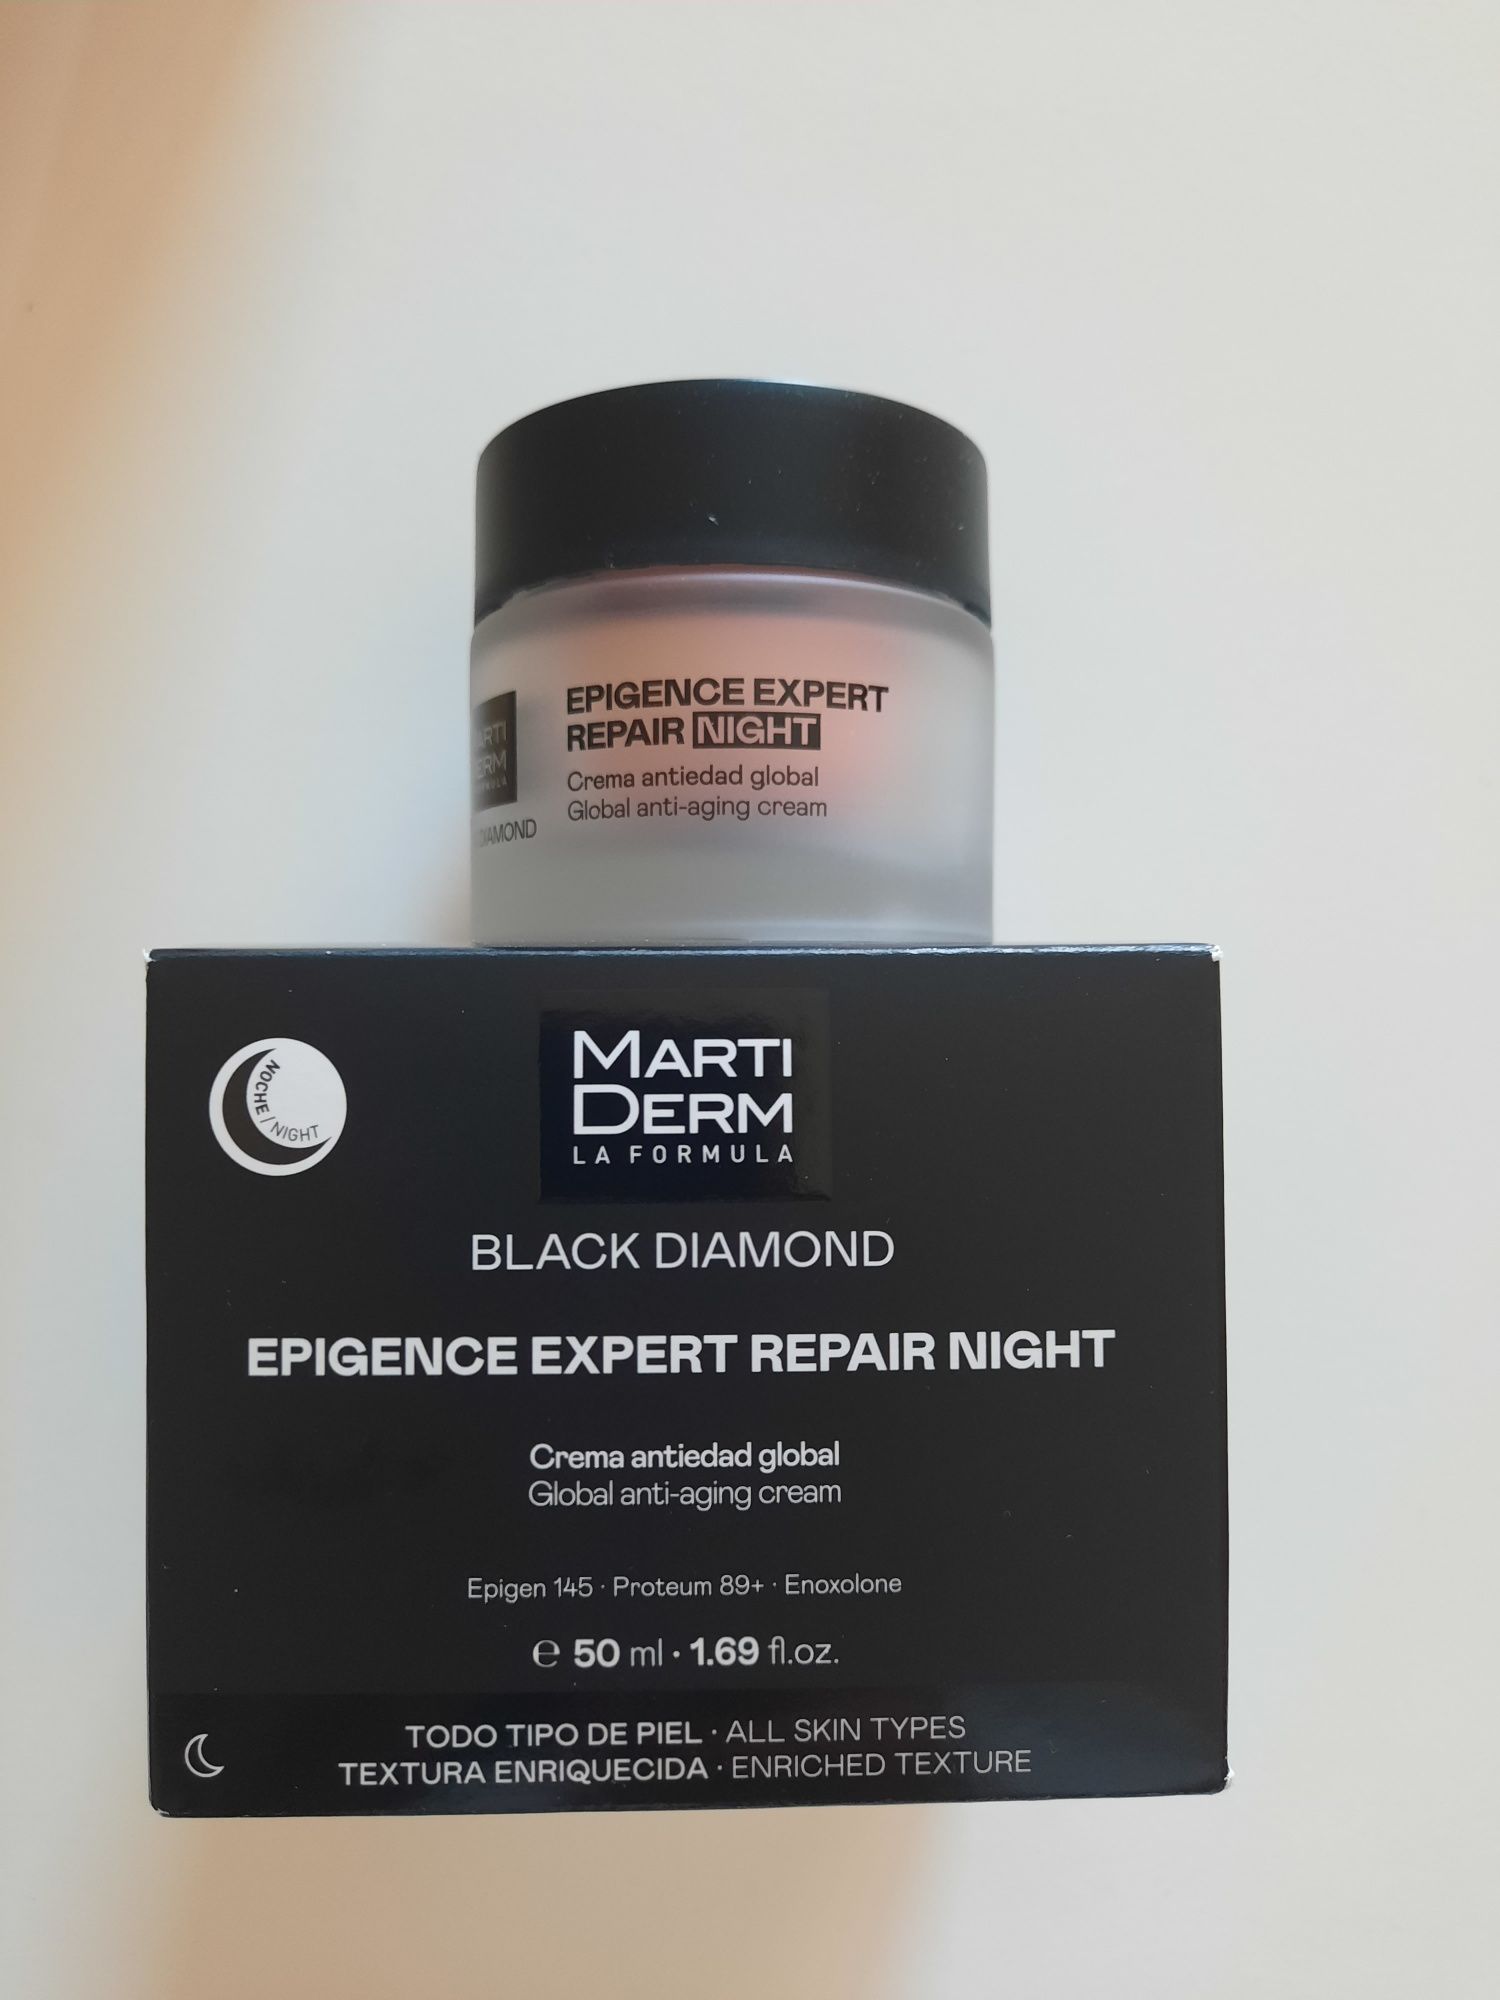 EPIGENCE EXPERT
REPAIR NIGHT
Crema antiedad global
Global anti-aging cream
DIAMOND
NOCHE / NIGHT
MARTI
DERM
LA FORMULA
BLACK DIAMOND
EPIGENCE EXPERT REPAIR NIGHT
Crema antiedad global
Global anti-aging cream
Epigen 145 · Proteum 89+ · Enoxolone
℮ 50 ml · 1.69 fl.oz.
TODO TIPO DE PIEL · ALL SKIN TYPES
TEXTURA ENRIQUECIDA · ENRICHED TEXTURE